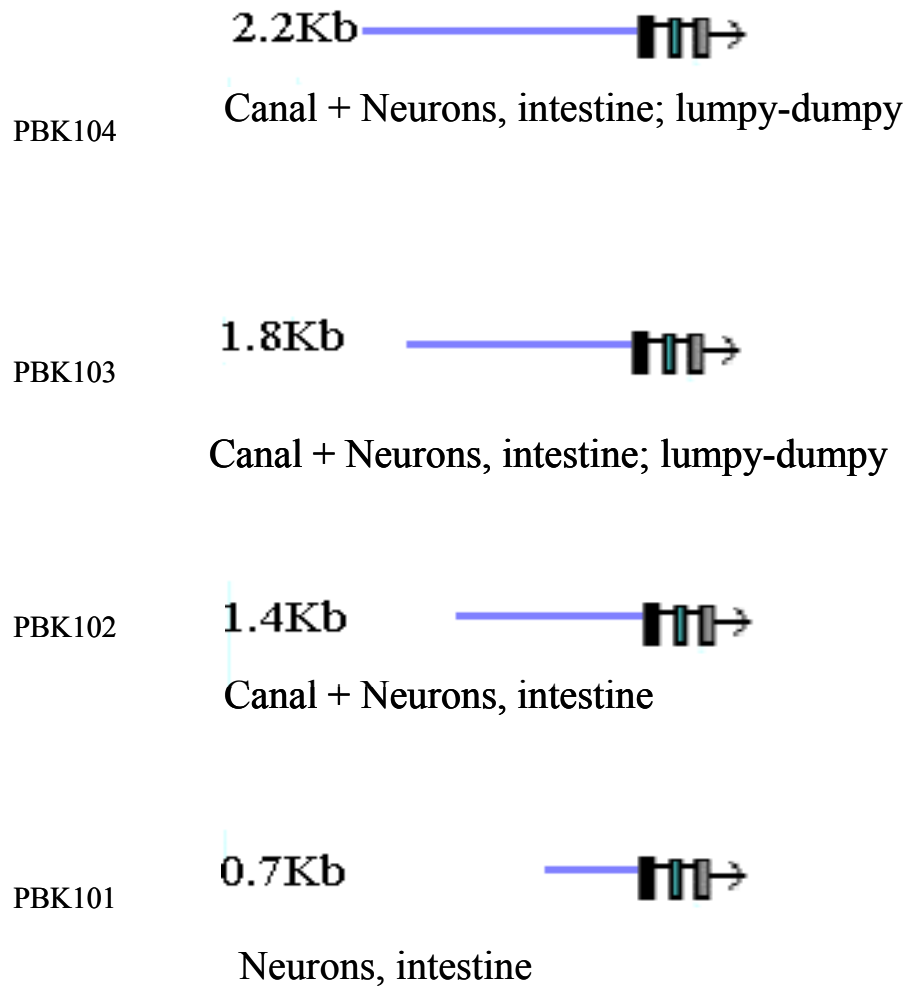 2.2Kb
Canal + Neurons, intestine; lumpy-dumpy
PBK104
1.8Kb
PBK103
Canal + Neurons, intestine; lumpy-dumpy
1.4Kb
PBK102
Canal + Neurons, intestine
0.7Kb
PBK101
Neurons, intestine